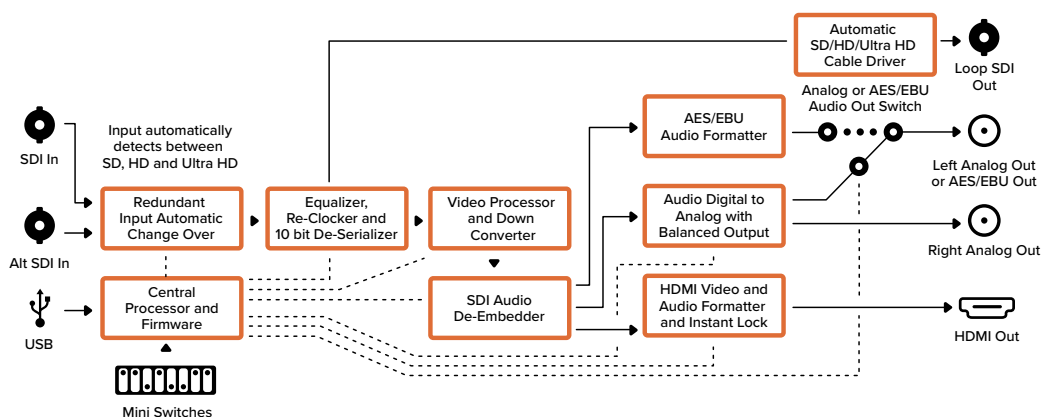 Automatic
SD/HD/Ultra HD
Cable Driver
Loop SDI
Out
Analog or AES/EBU
Audio Out Switch
SDI In
Input automatically
detects between
SD, HD and Ultra HD
AES/EBU
Audio Formatter
Left Analog Out
or AES/EBU Out
Alt SDI In
Redundant
Input Automatic
Change Over
Equalizer,
Re-Clocker and
10 bit De-Serializer
Video Processor
and Down
Converter
Audio Digital to
Analog with
Balanced Output
Right Analog Out
USB
Central
Processor and
Firmware
SDI Audio
De-Embedder
HDMI Video and
Audio Formatter
and Instant Lock
HDMI Out
Mini Switches